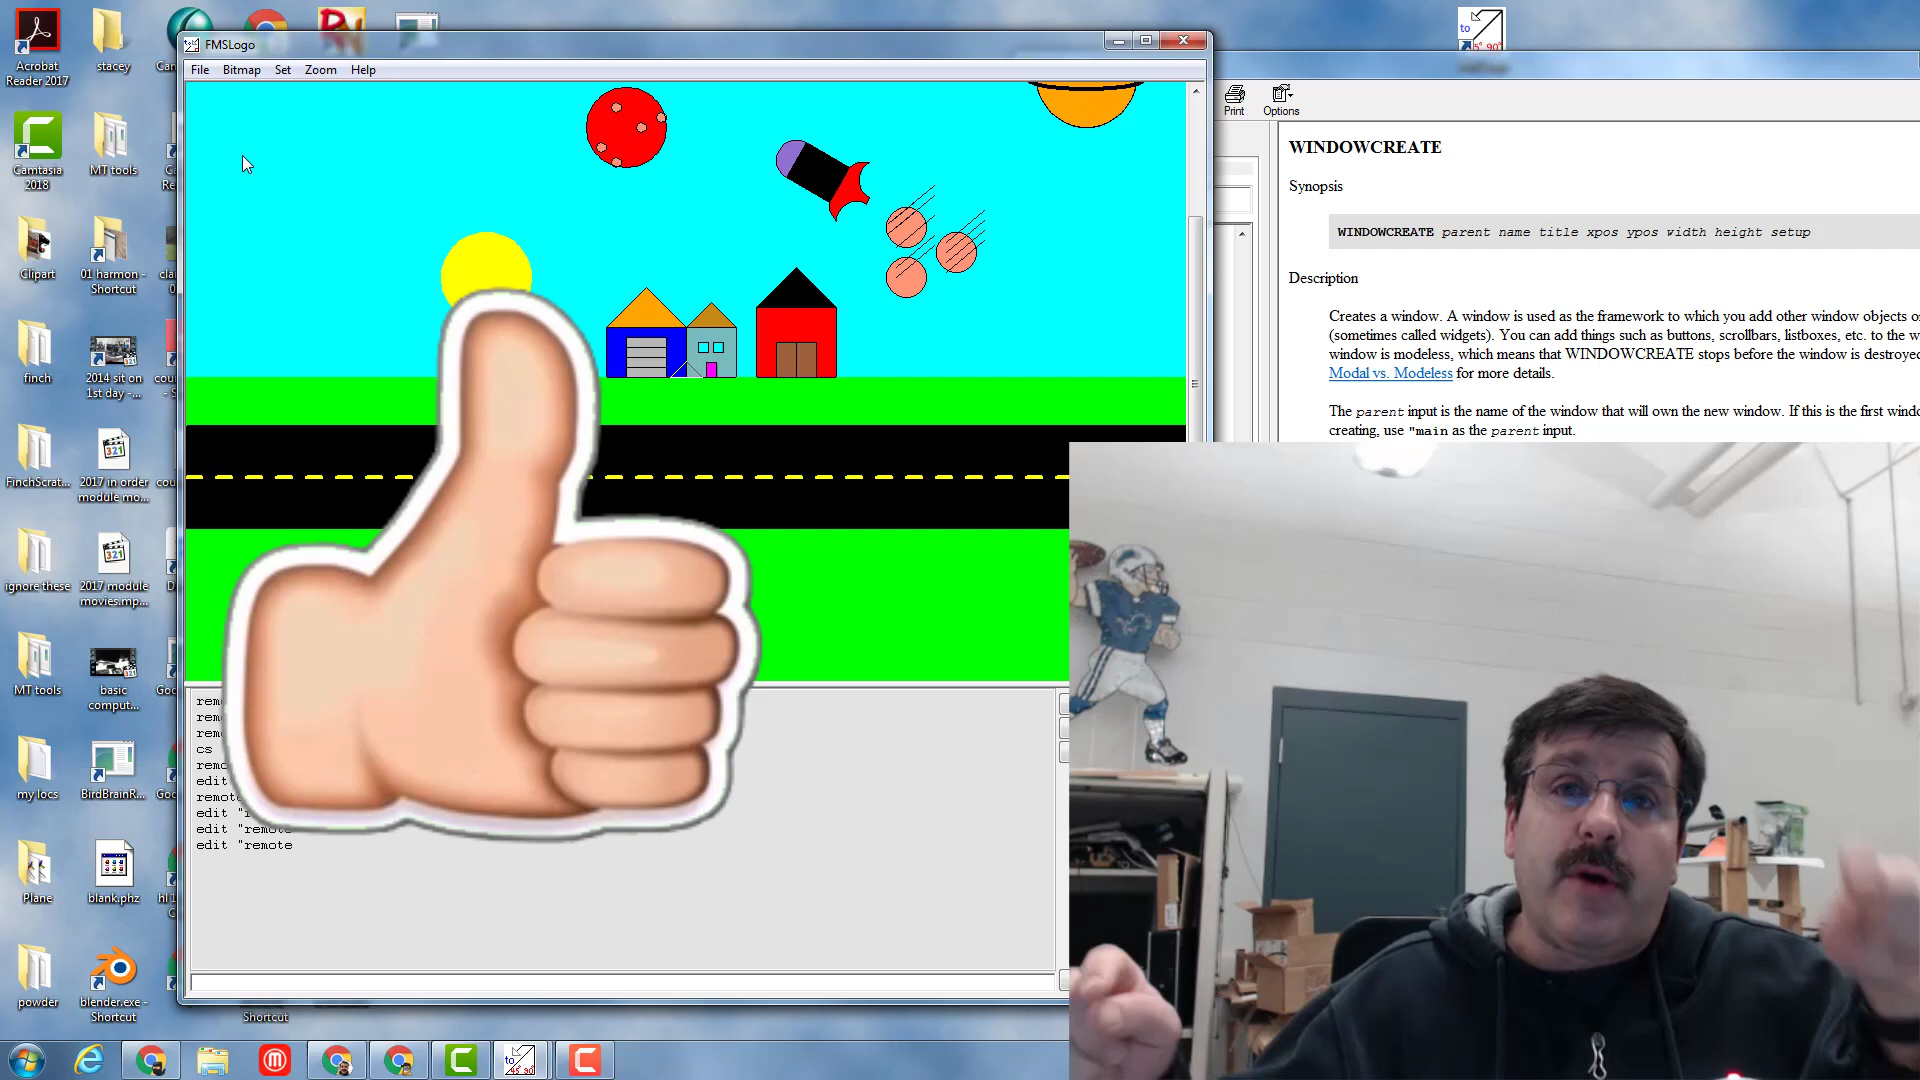 Acrobat
Reader 2017
stacey
FMSLogo
File Bitmap Set Zoom Help
to
Print Options
WINDOWCREATE
Synopsis
WINDOWCREATE parent name title xpos ypos width height setup
Description
Creates a window. A window is used as the framework to which you add other window objects
(sometimes called widgets). You can add things such as buttons, scrollbars, listboxes, etc. to the
window is modeless, which means that WINDOWCREATE stops before the window is
Modal vs. Modeless for more details.
The parent input is the name of the window that will own the new window. If this is the first
creating, use "main as the parent input.
Camtasia
2018
MT tools
Clipart
01 harmon -
Shortcut
finch
2014 sit on
1st day -...
FinchScrat...
2017 in order
module mo...
ignore these
2017 module
movies.mp...
MT tools
basic
comput...
my locs
BirdBrainR...
Plane
blank.phz
powder
blender.exe -
Shortcut
Shortcut
cs
edit
edit
edit "remote
edit "remote
to
45 90